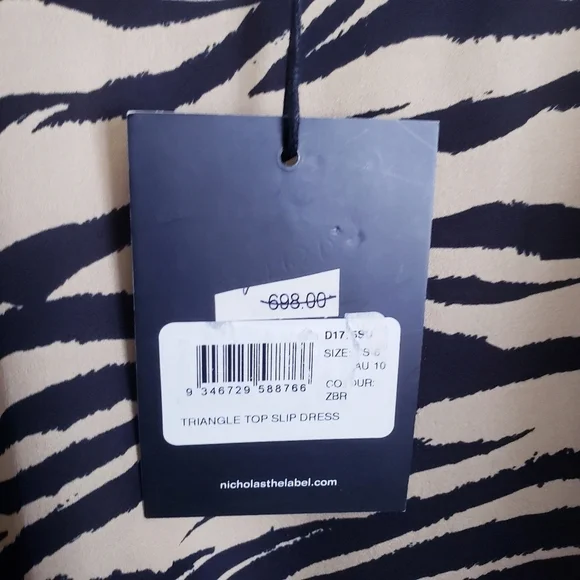 698.00
SIZE:
AU 10
9 346729 588766
COLOUR:
ZBR
TRIANGLE TOP SLIP DRESS
nicholasthelabel.com